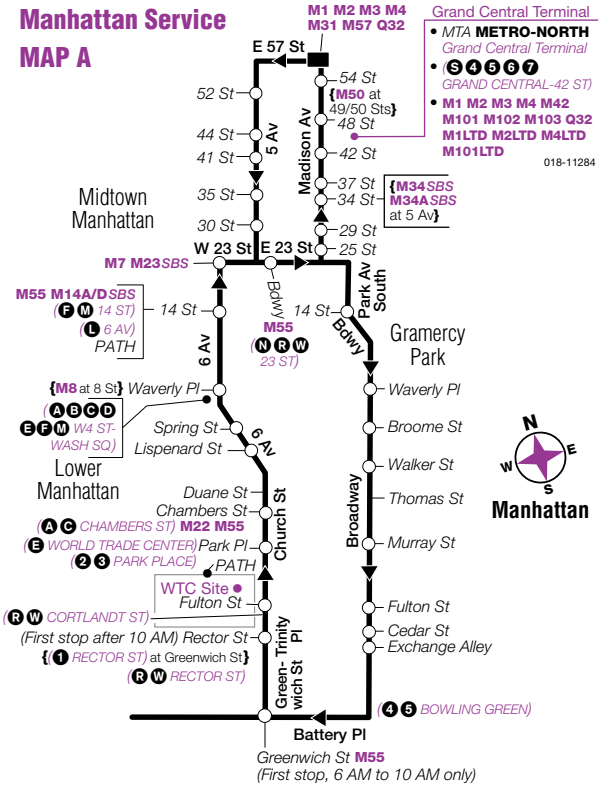 Manhattan Service
MAP A
M1 M2 M3 M4
M31 M57 Q32
E 57 St
Grand Central Terminal
• MTA METRO-NORTH
Grand Central Terminal
• (S 4 5 6 7
GRAND CENTRAL-42 ST)
• M1 M2 M3 M4 M42
M101 M102 M103 Q32
M1LTD M2LTD M4LTD
M101LTD
018-11284
52 St
44 St
41 St
35 St
30 St
5 Av
Madison Av
54 St
{M50 at
49/50 Sts}
48 St
42 St
37 St
34 St
29 St
25 St
{M34SBS
M34ASBS
at 5 Av}
Midtown
Manhattan
W 23 St
E 23 St
M7 M23SBS
Bdwy
M55
(N R W
23 ST)
Park Av
South
M55 M14A/DSBS
(F M 14 ST)
(L 6 AV)
PATH
14 St
6 Av
14 St
Bdwy
Gramercy
Park
{M8 at 8 St} Waverly Pl
(A B C D
E F M W4 ST-
WASH SQ)
Spring St
Lispenard St
6 Av
Lower
Manhattan
Waverly Pl
Broome St
Walker St
Thomas St
Murray St
Broadway
N
E
S
W
Manhattan
Duane St
Chambers St
(A C CHAMBERS ST) M22 M55
(E WORLD TRADE CENTER) Park Pl
(2 3 PARK PLACE)
PATH
Church St
WTC Site
Fulton St
(R W CORTLANDT ST)
(First stop after 10 AM) Rector St
{(1 RECTOR ST) at Greenwich St}
(R W RECTOR ST)
Trinity
Pl
Green-
wich St
Fulton St
Cedar St
Exchange Alley
(4 5 BOWLING GREEN)
Battery Pl
Greenwich St M55
(First stop, 6 AM to 10 AM only)